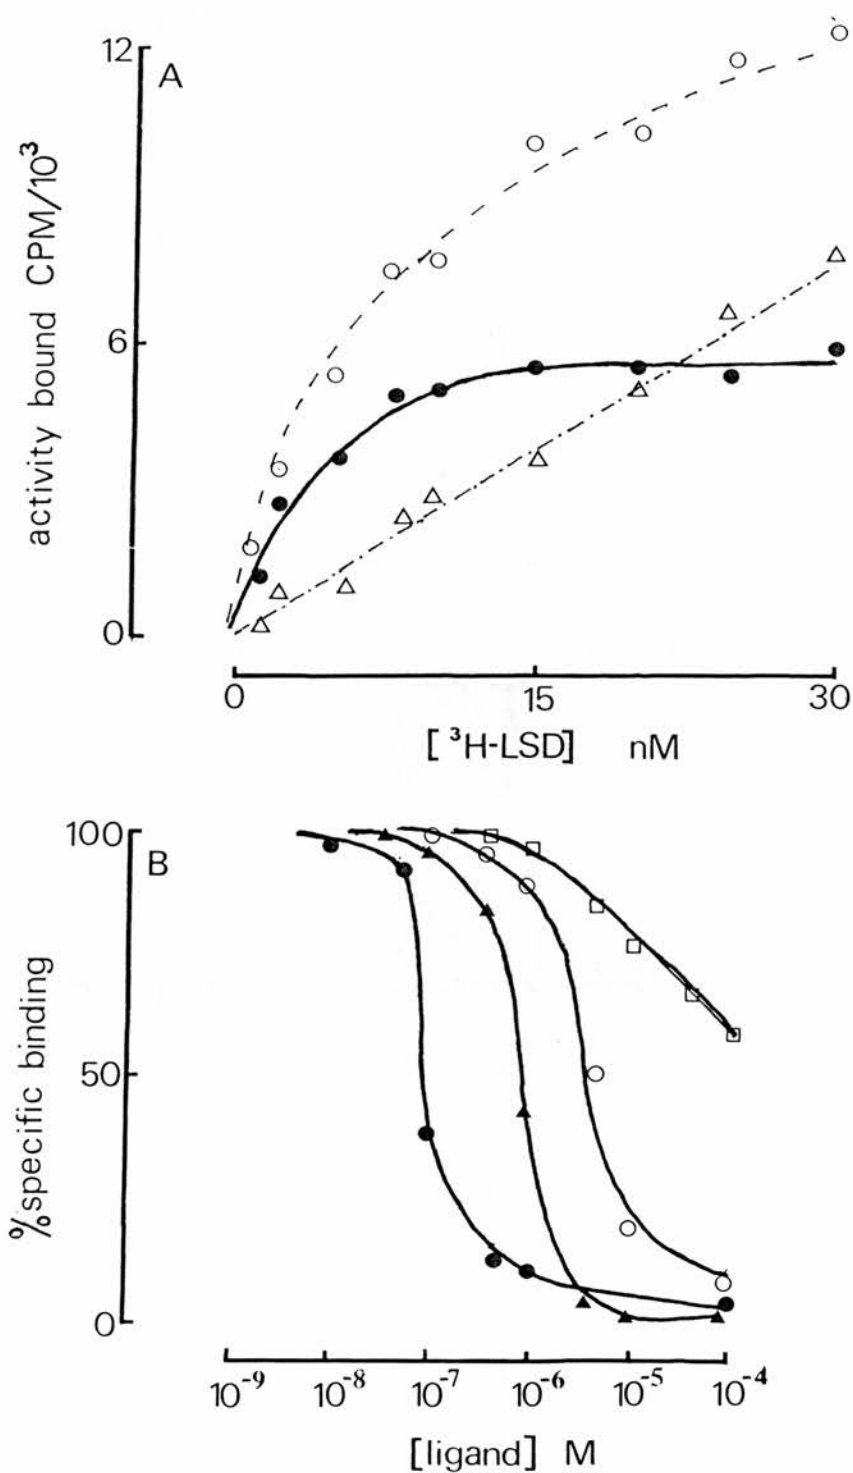 12
A
activity bound CPM/10³
6
0
0 15 30
[³H-LSD] nM
100
B
% specific binding
50
0
10⁻⁹ 10⁻⁸ 10⁻⁷ 10⁻⁶ 10⁻⁵ 10⁻⁴
[ligand] M